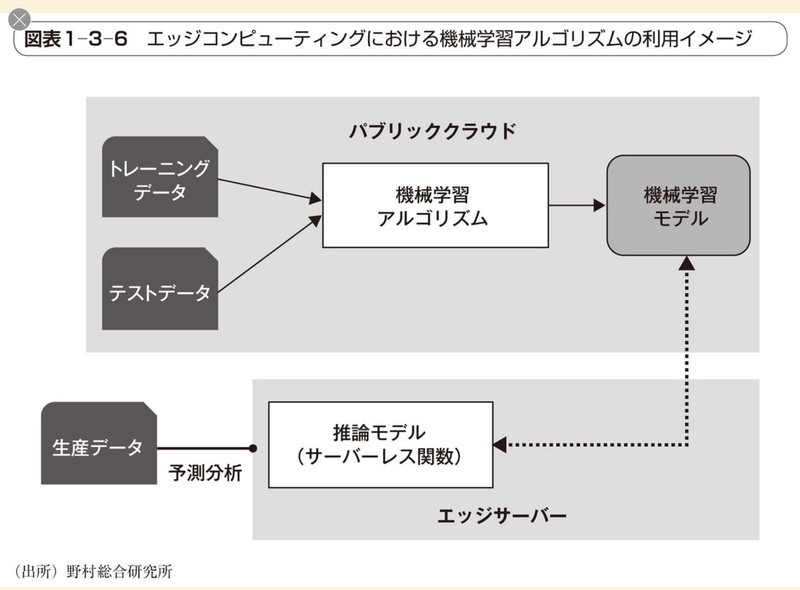 図表1-3-6 エッジコンピューティングにおける機械学習アルゴリズムの利用イメージ
パブリッククラウド
トレーニング
データ
機械学習
アルゴリズム
機械学習
モデル
テストデータ
生産データ
予測分析
推論モデル
（サーバーレス関数）
エッジサーバー
（出所）野村総合研究所